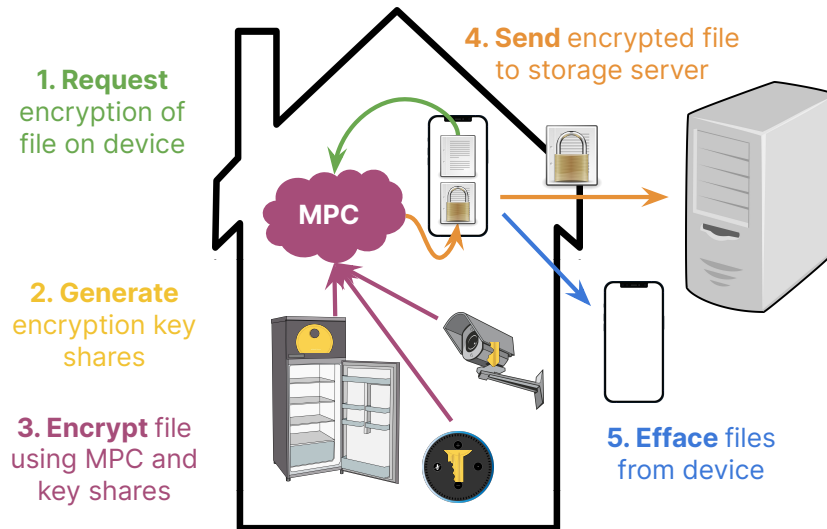 1. Request
encryption of
file on device
4. Send encrypted file
to storage server
MPC
2. Generate
encryption key
shares
3. Encrypt file
using MPC and
key shares
5. Efface files
from device